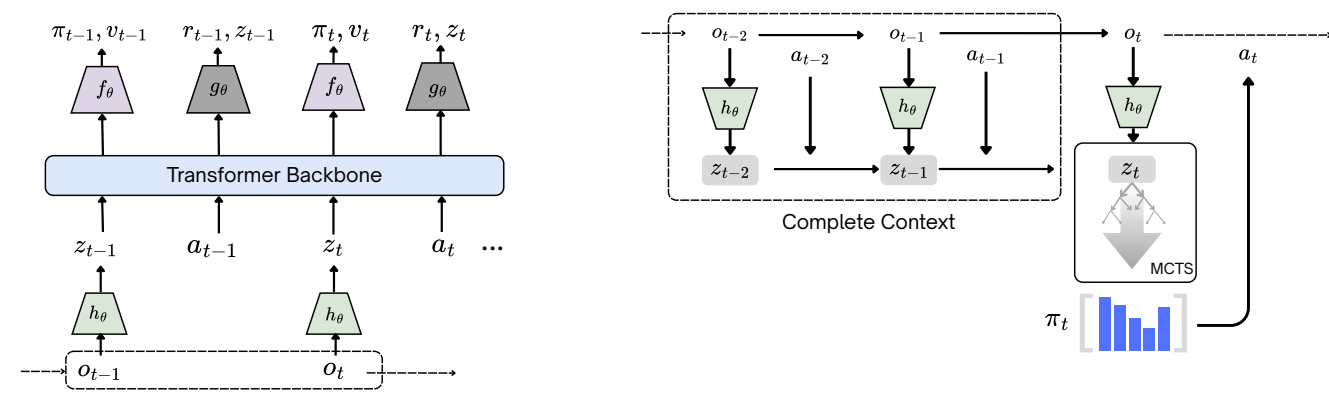 π_{t−1}, v_{t−1} r_{t−1}, z_{t−1} π_t, v_t r_t, z_t
f_θ g_θ f_θ g_θ
Transformer Backbone
z_{t−1} a_{t−1} z_t a_t ...
h_θ h_θ
o_{t−1} o_t
o_{t−2} o_{t−1} o_t
a_{t−2} a_{t−1} a_t
h_θ h_θ h_θ
z_{t−2} z_{t−1} z_t
Complete Context
MCTS
π_t